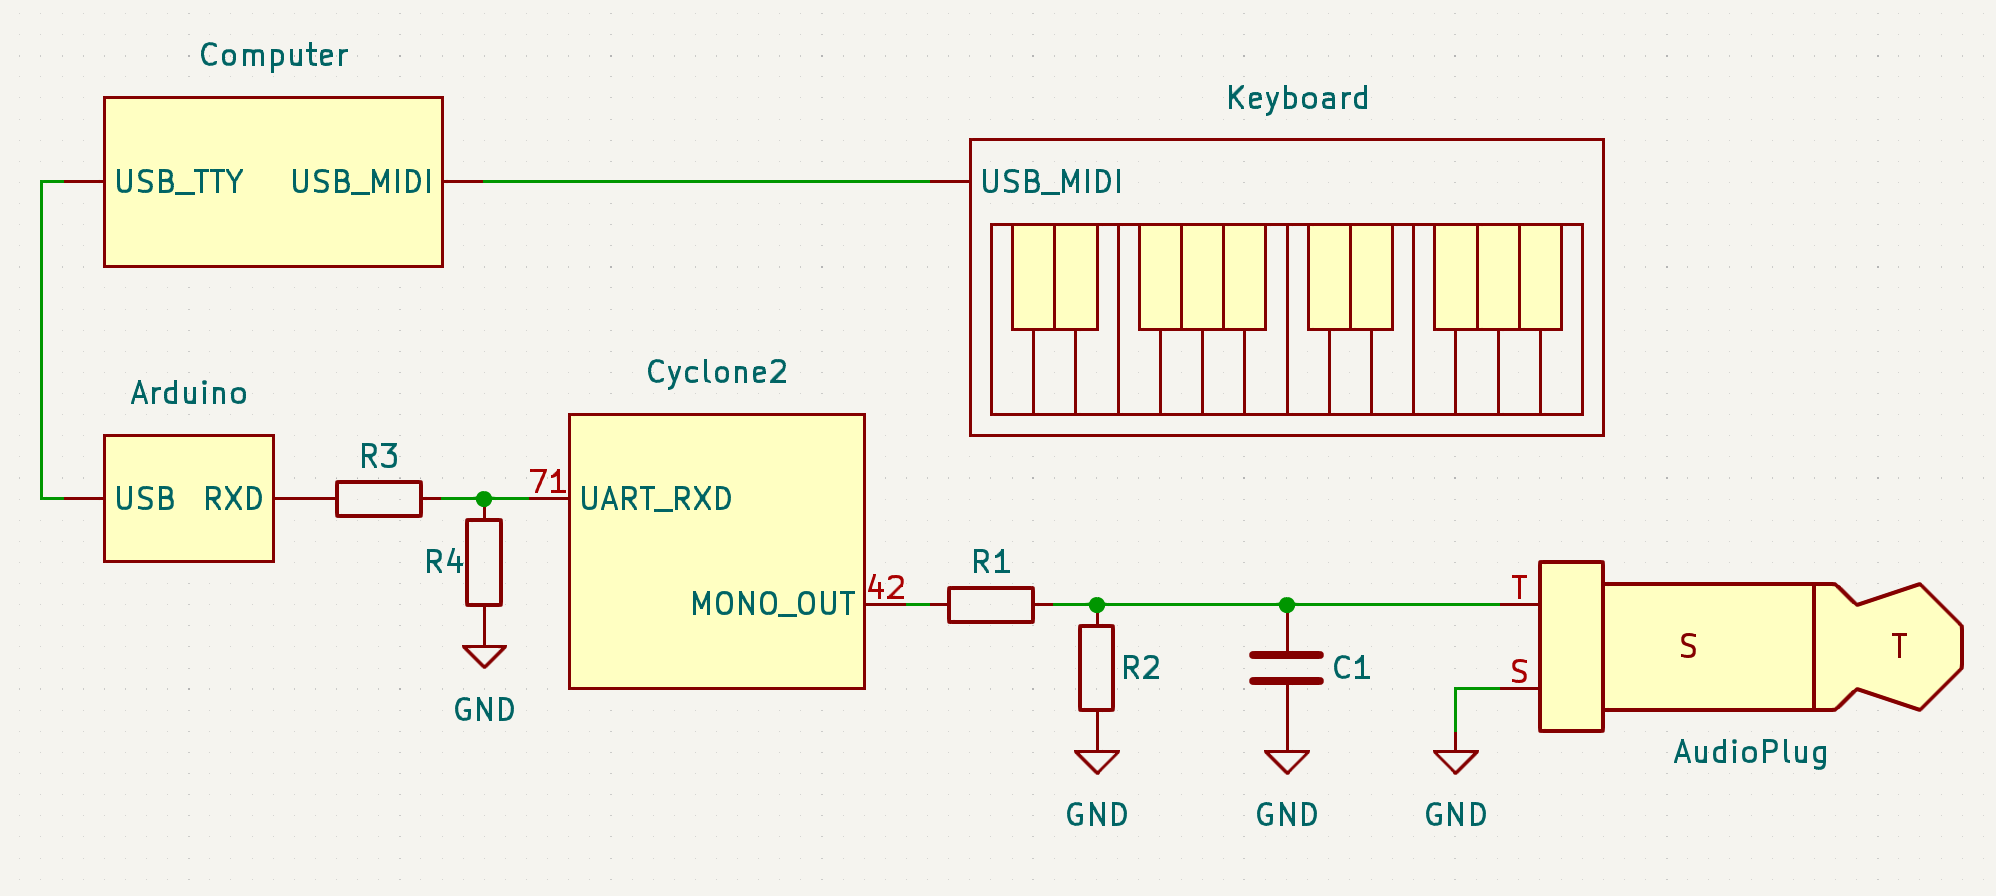 Computer
USB_TTY USB_MIDI
Keyboard
USB_MIDI
Arduino
USB RXD
R3
R4
GND
Cyclone2
71
UART_RXD
MONO_OUT
42
R1
R2
GND
C1
GND
T
S
GND
S
T
AudioPlug